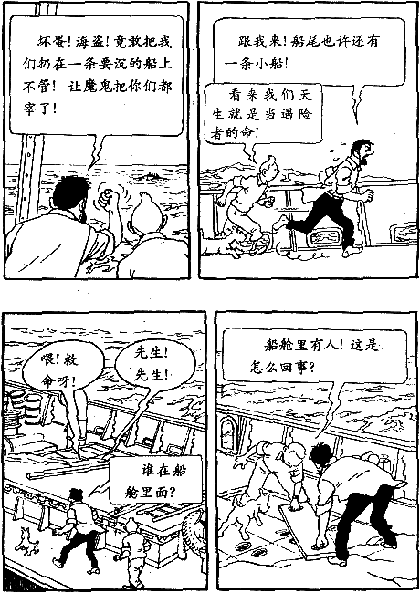 坏蛋!海盗!竟敢把我
们扔在一条要沉的船上
不管! 让魔鬼把你们都
宰了!
跟我来!船尾也许还有
一条小船!
看来我们天
生就是当遇险
者的命!
喂!救
命呀!
先生!
先生!
谁在船
舱里面?
船舱里有人!这是
怎么回事?